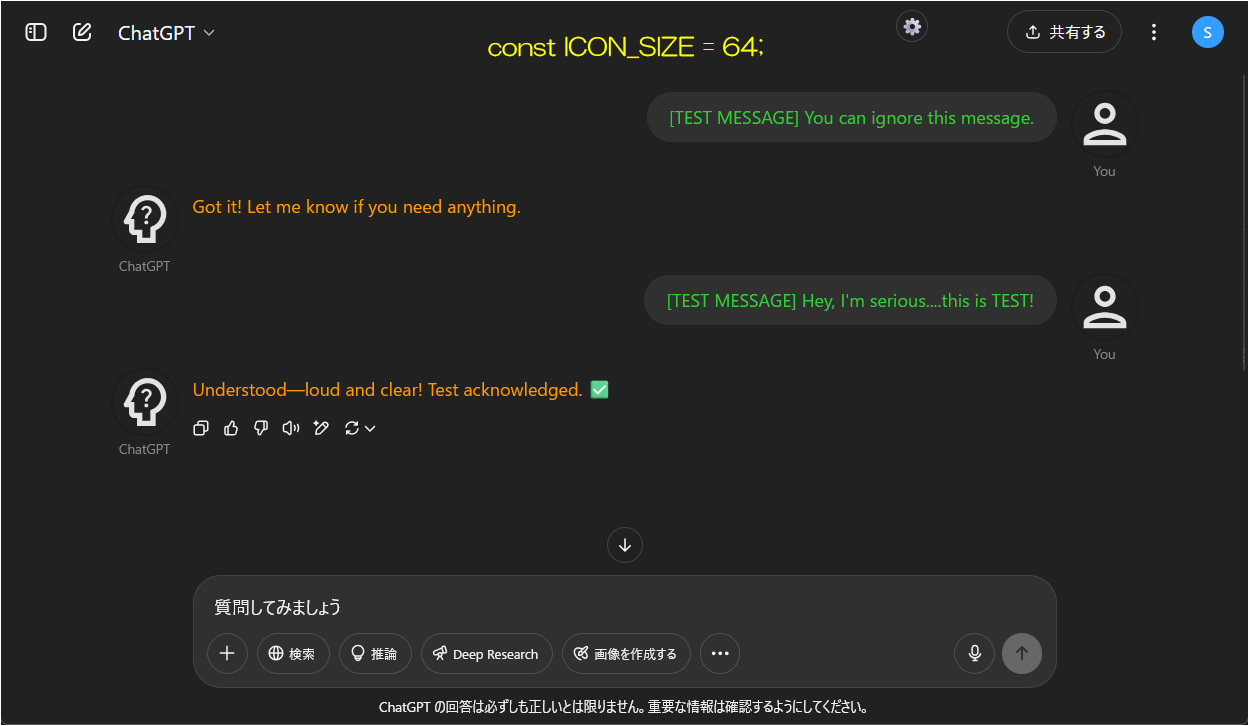 ChatGPT
const ICON_SIZE = 64;
共有する
S
[TEST MESSAGE] You can ignore this message.
You
Got it! Let me know if you need anything.
ChatGPT
[TEST MESSAGE] Hey, I'm serious....this is TEST!
You
Understood—loud and clear! Test acknowledged. ✅
ChatGPT
質問してみましょう
検索
推論
Deep Research
画像を作成する
ChatGPT の回答は必ずしも正しいとは限りません。重要な情報は確認するようにしてください。